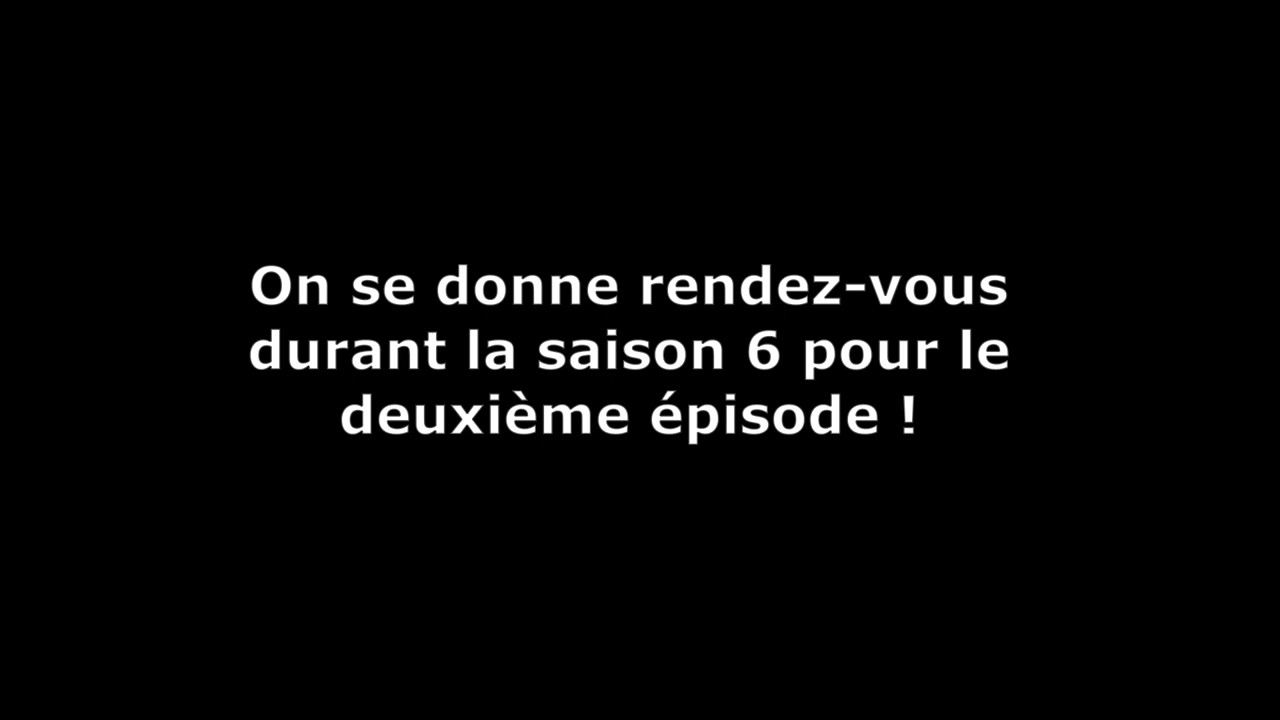 On se donne rendez-vous
durant la saison 6 pour le
deuxième épisode !